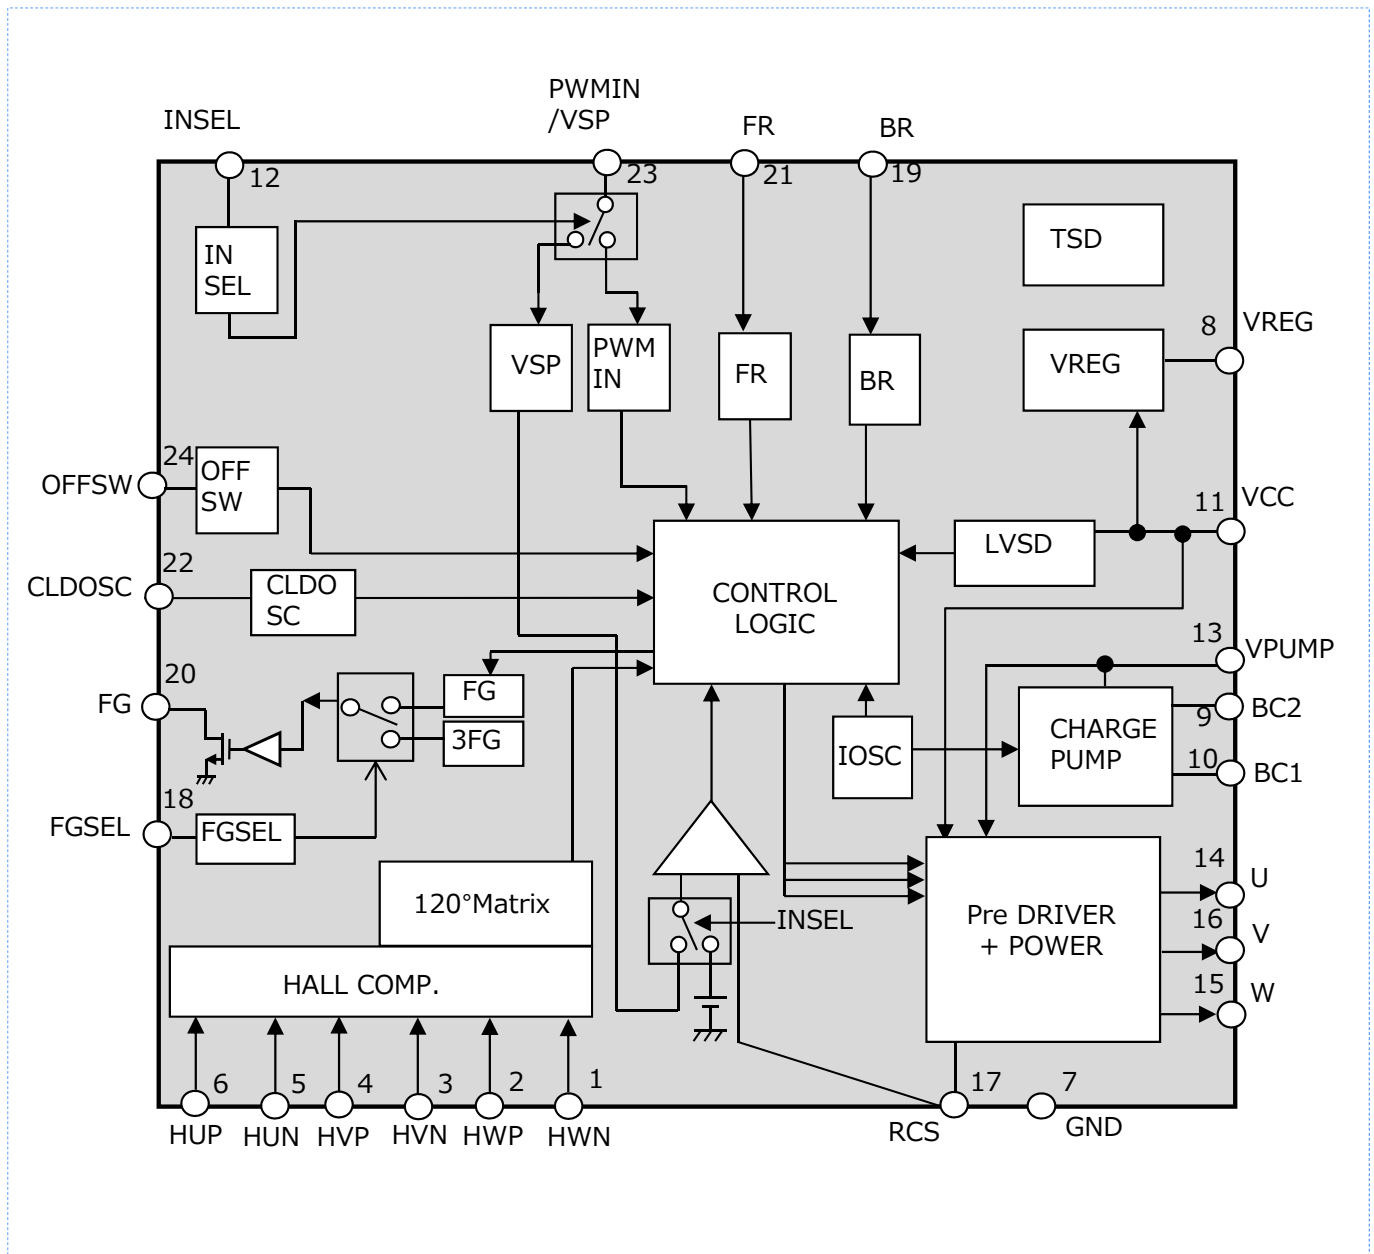 PWMIN
/VSP
INSEL
FR
BR
12
23
21
19
IN
SEL
TSD
8
VREG
VSP
PWM
IN
FR
BR
VREG
24
OFFSW
OFF
SW
11
VCC
LVSD
22
CLDOSC
CLDO
SC
CONTROL
LOGIC
13
VPUMP
20
FG
FG
3FG
9
BC2
CHARGE
PUMP
IOSC
10
BC1
18
FGSEL
FGSEL
14
U
120°Matrix
INSEL
Pre DRIVER
+ POWER
16
V
HALL COMP.
15
W
6
5
4
3
2
1
17
7
HUP
HUN
HVP
HVN
HWP
HWN
RCS
GND